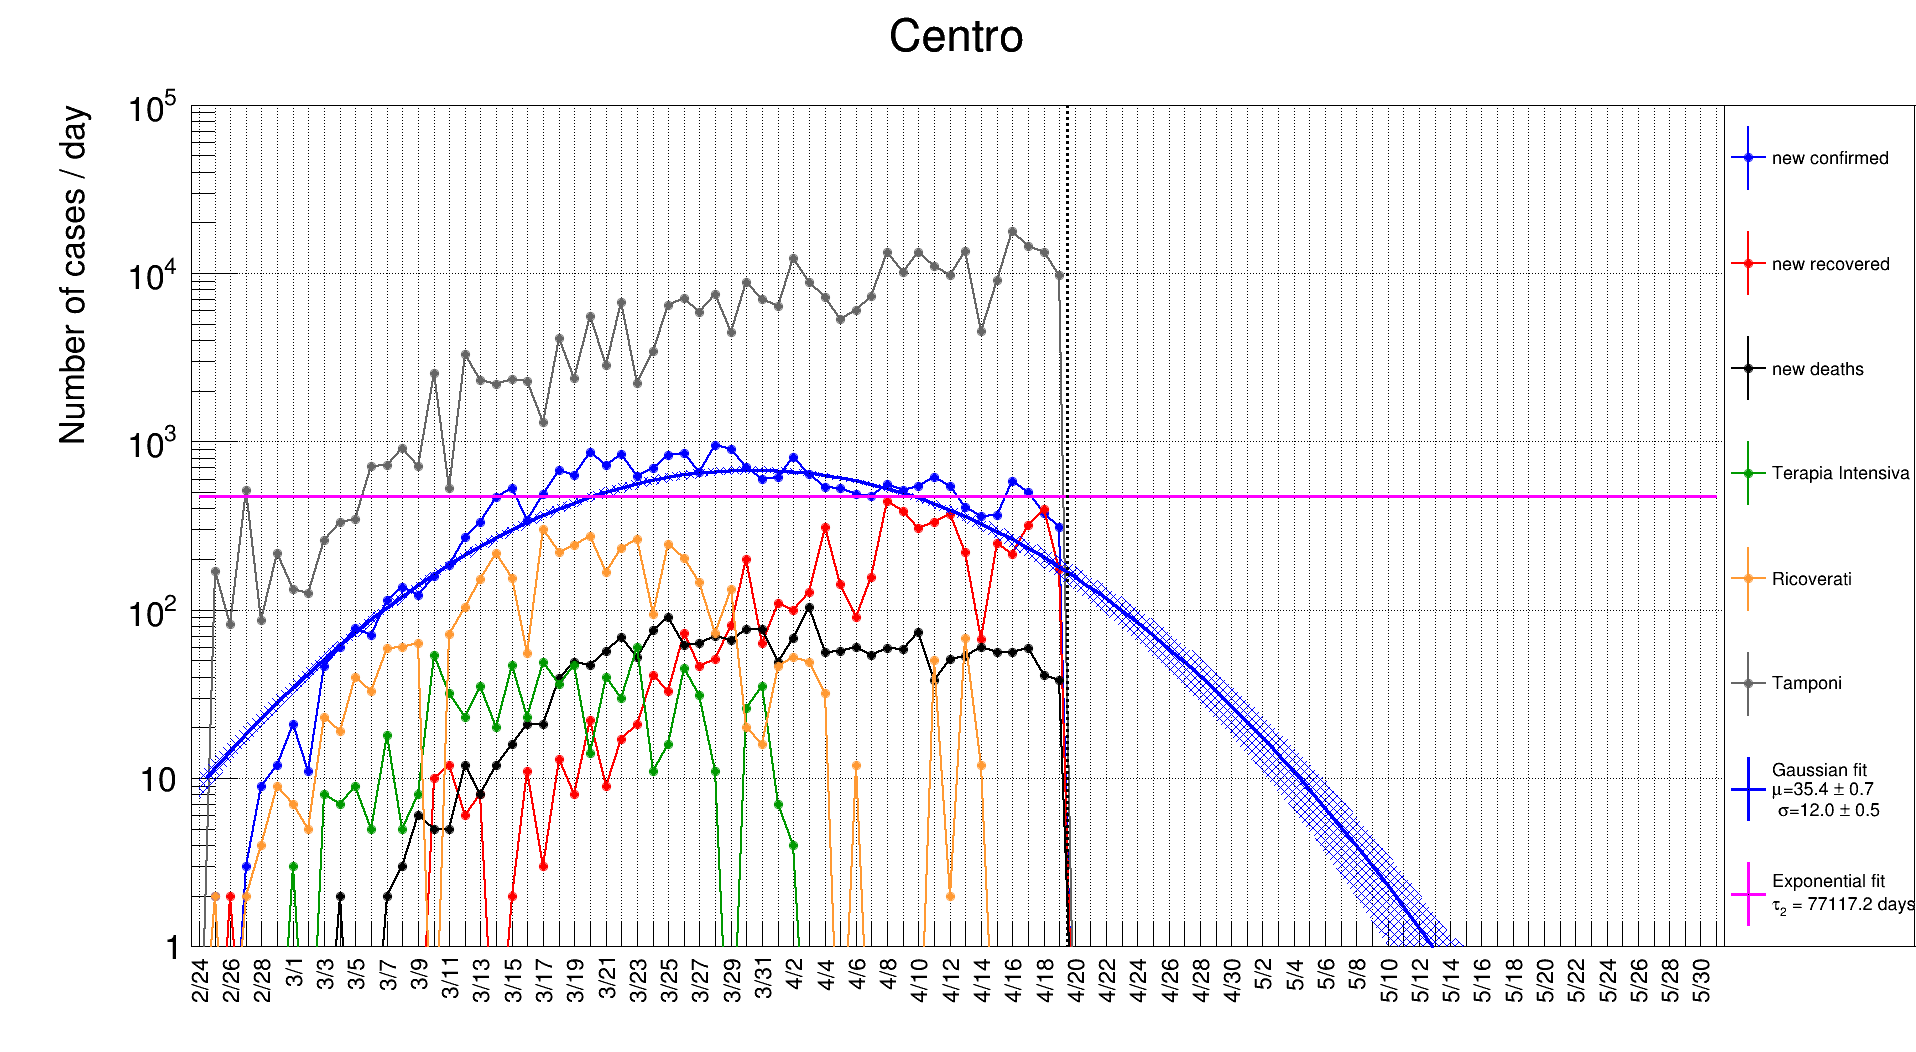 Centro
Number of cases / day
10^5
10^4
10^3
10^2
10
1
2/24 2/26 2/28 3/1 3/3 3/5 3/7 3/9 3/11 3/13 3/15 3/17 3/19 3/21 3/23 3/25 3/27 3/29 3/31 4/2 4/4 4/6 4/8 4/10 4/12 4/14 4/16 4/18 4/20 4/22 4/24 4/26 4/28 4/30 5/2 5/4 5/6 5/8 5/10 5/12 5/14 5/16 5/18 5/20 5/22 5/24 5/26 5/28 5/30
new confirmed
new recovered
new deaths
Terapia Intensiva
Ricoverati
Tamponi
Gaussian fit
μ=35.4 ± 0.7
σ=12.0 ± 0.5
Exponential fit
τ₂ = 77117.2 days